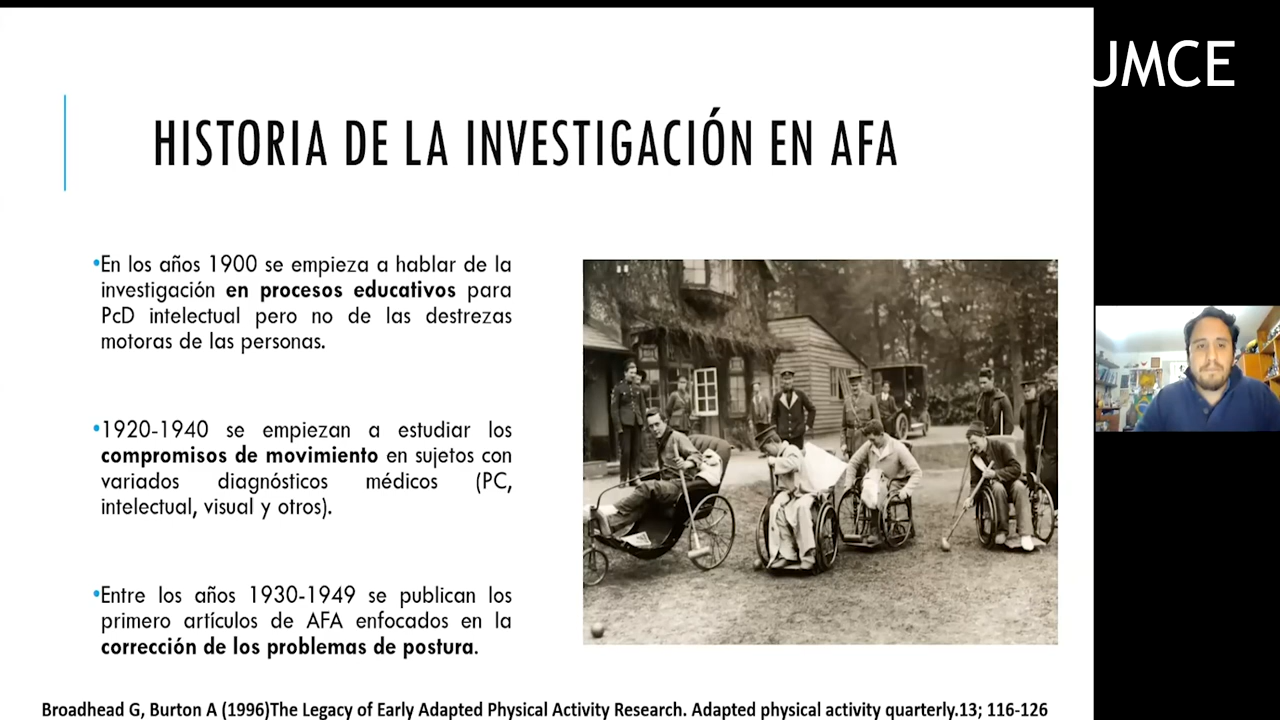 HISTORIA DE LA INVESTIGACIÓN EN AFA
UMCE
•En los años 1900 se empieza a hablar de la
investigación en procesos educativos para
PcD intelectual pero no de las destrezas
motoras de las personas.
•1920-1940 se empiezan a estudiar los
compromisos de movimiento en sujetos con
variados diagnósticos médicos (PC,
intelectual, visual y otros).
•Entre los años 1930-1949 se publican los
primero artículos de AFA enfocados en la
corrección de los problemas de postura.
Broadhead G, Burton A (1996)The Legacy of Early Adapted Physical Activity Research. Adapted physical activity quarterly.13; 116-126